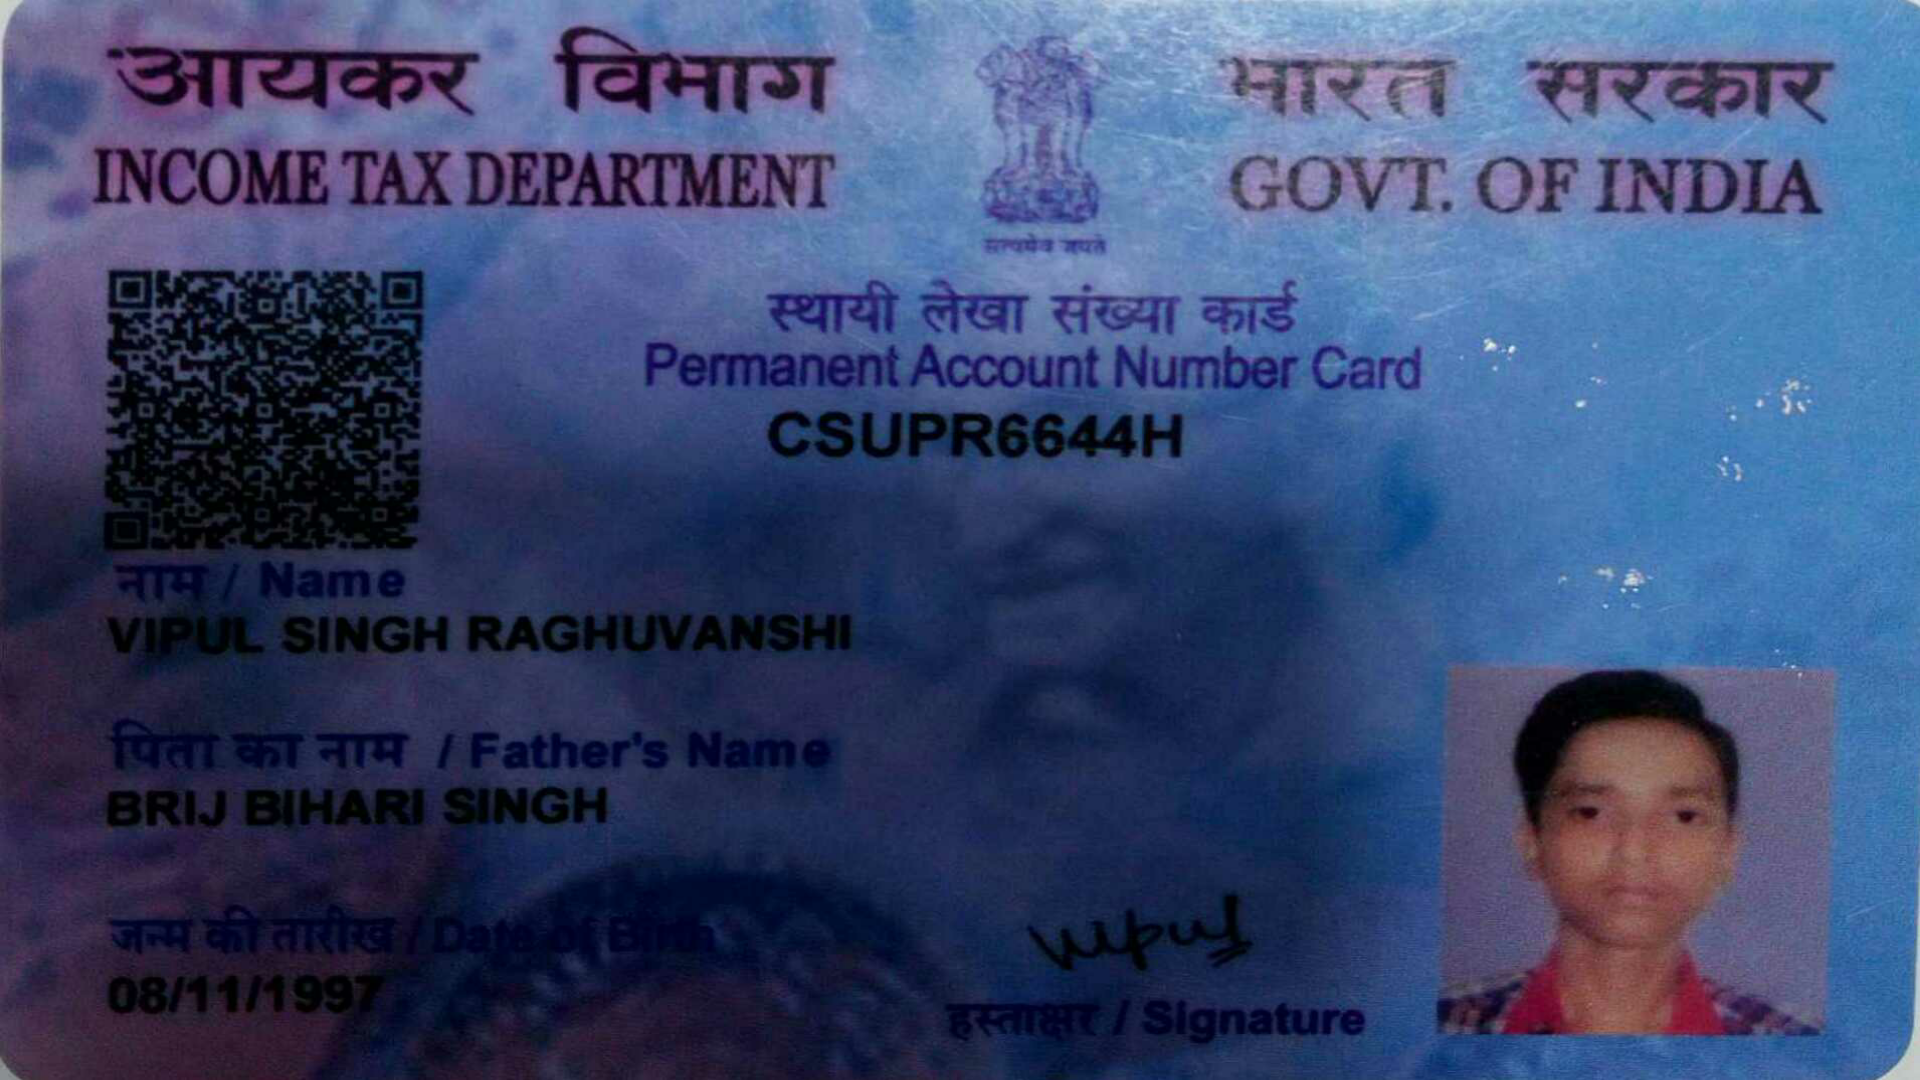 आयकर विभाग
INCOME TAX DEPARTMENT
भारत सरकार
GOVT. OF INDIA
सत्यमेव जयते
स्थायी लेखा संख्या कार्ड
Permanent Account Number Card
CSUPR6644H
नाम / Name
VIPUL SINGH RAGHUVANSHI
पिता का नाम / Father's Name
BRIJ BIHARI SINGH
जन्म की तारीख / Date of Birth
08/11/1997
vipul
हस्ताक्षर / Signature